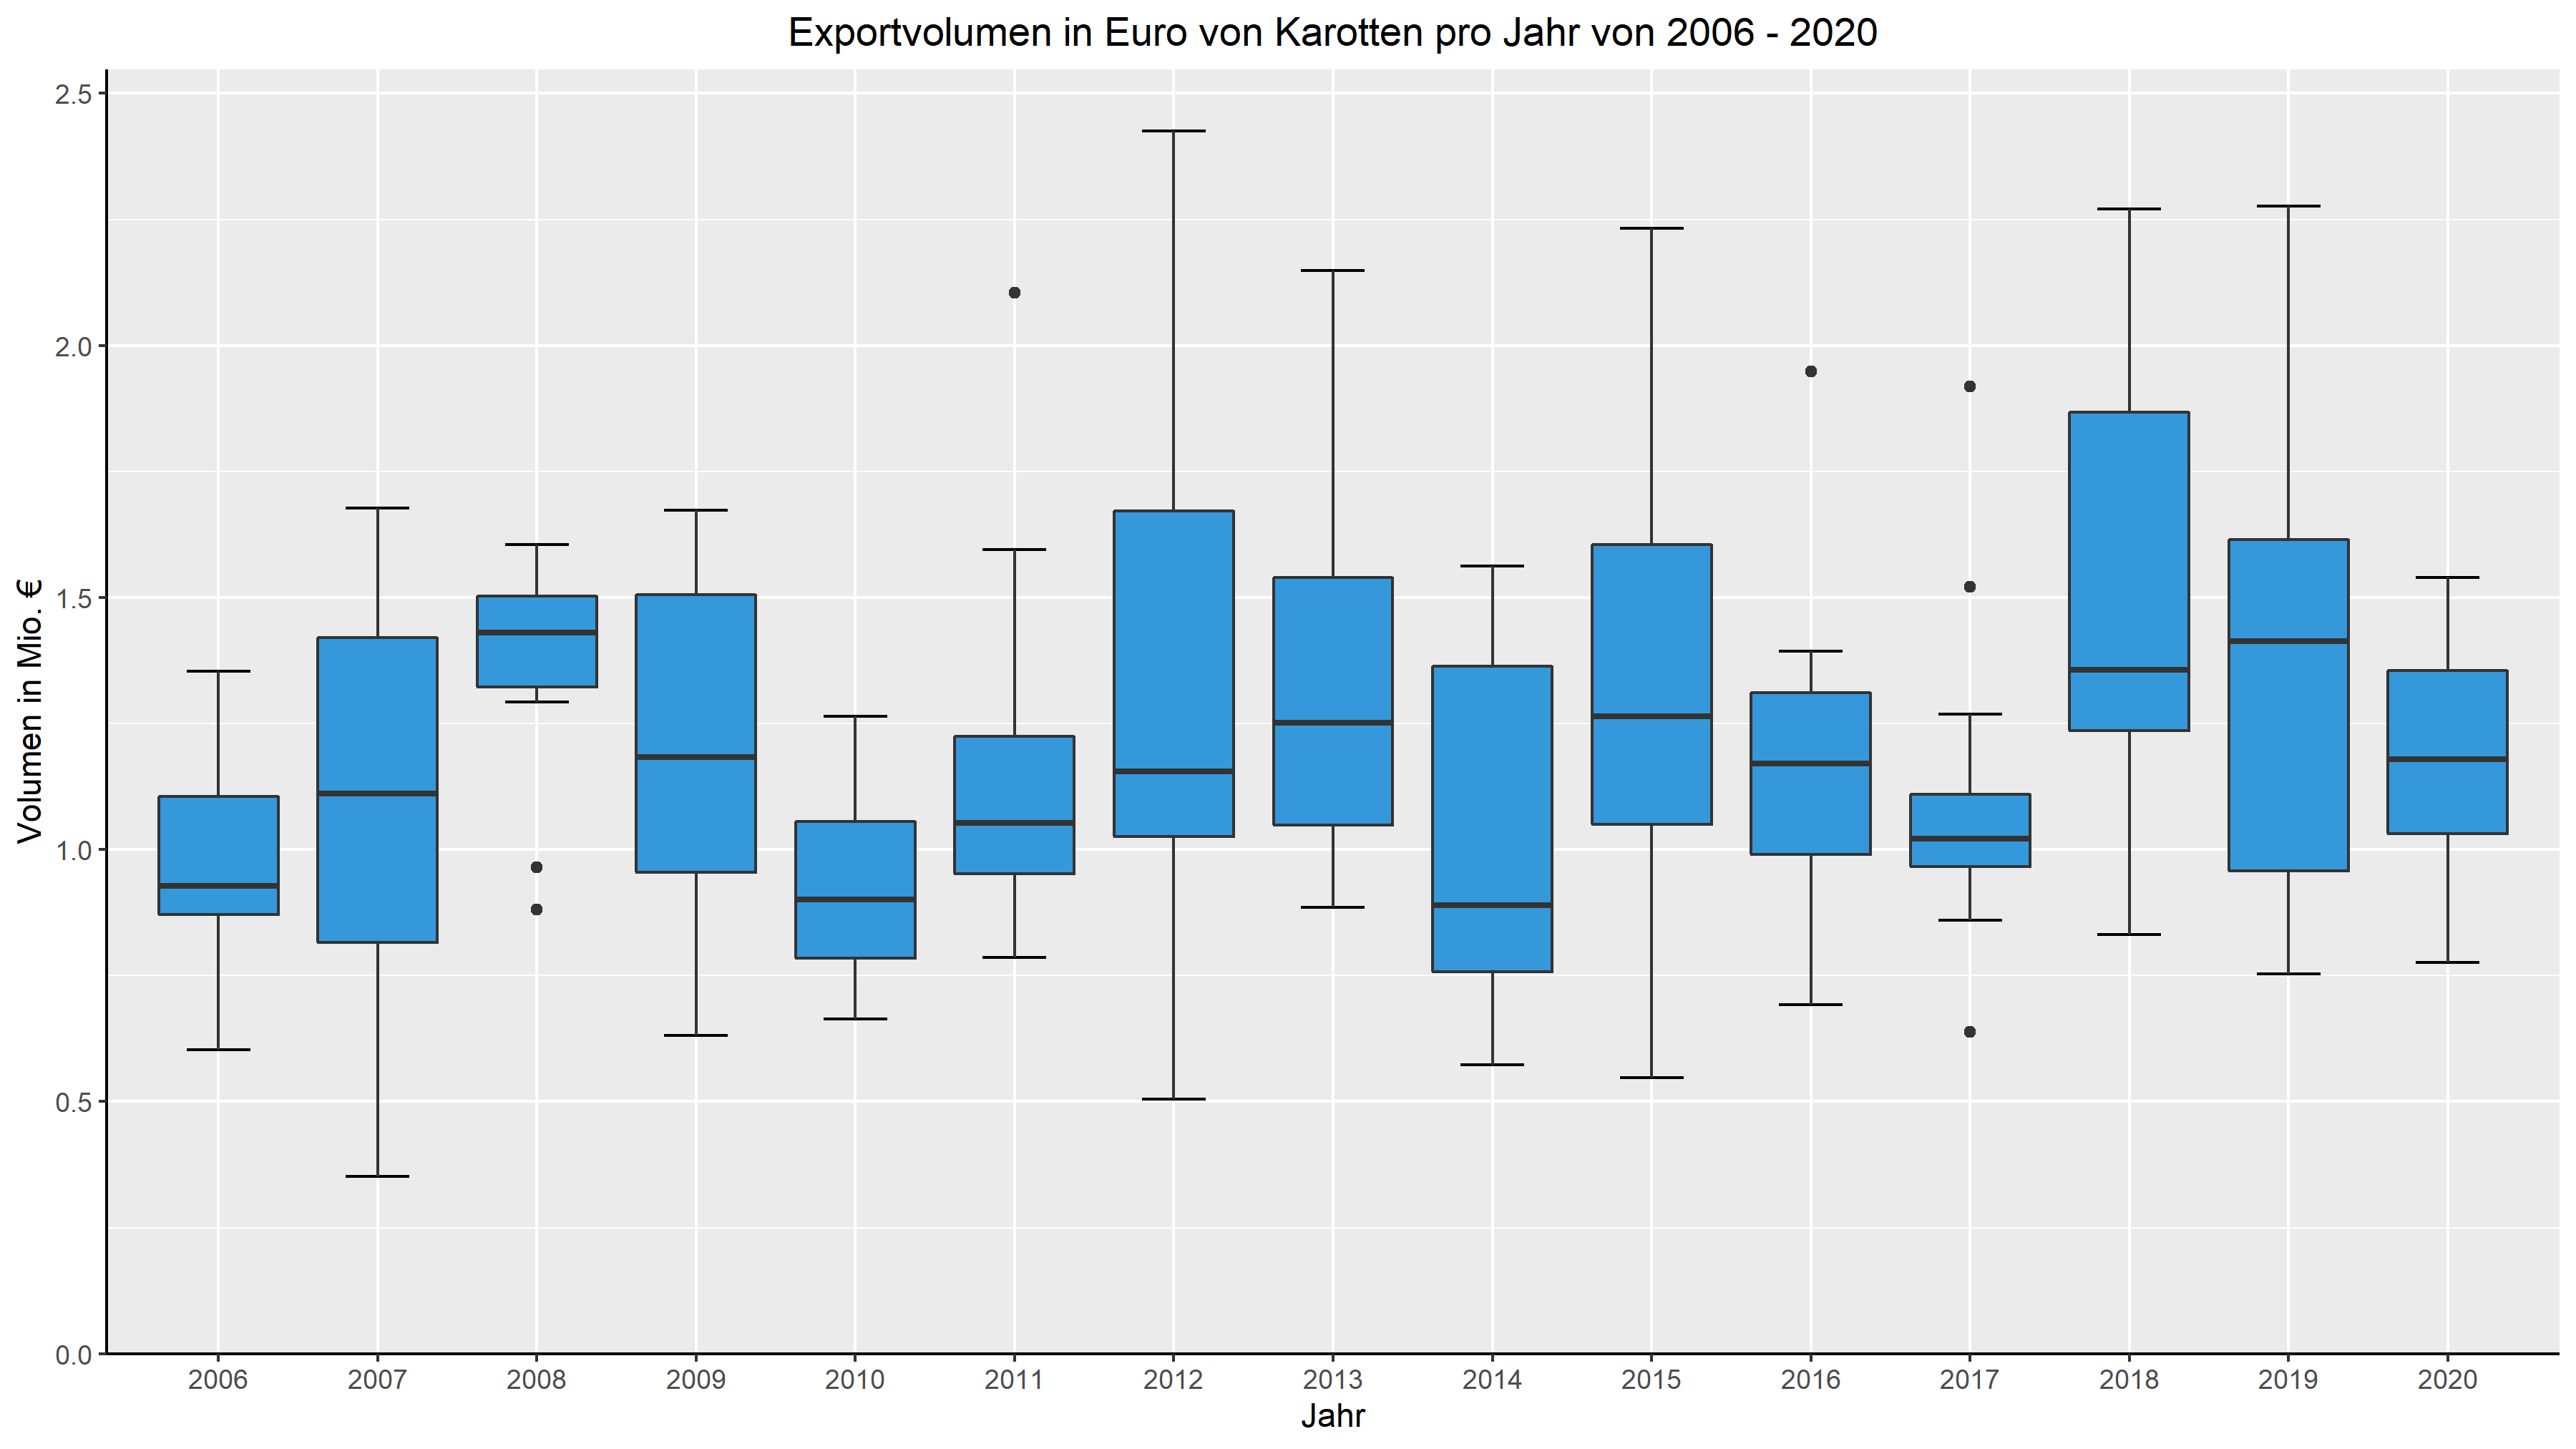 Exportvolumen in Euro von Karotten pro Jahr von 2006 - 2020
Volumen in Mio. €
2.5
2.0
1.5
1.0
0.5
0.0
2006 2007 2008 2009 2010 2011 2012 2013 2014 2015 2016 2017 2018 2019 2020
Jahr